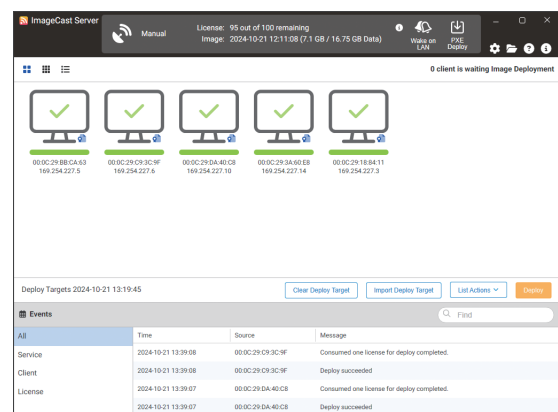 ImageCast Server
Manual
License: 95 out of 100 remaining
Image: 2024-10-21 12:11:08 (7.1 GB / 16.75 GB Data)
Wake on LAN
PXE Deploy
0 client is waiting Image Deployment
00:0C:29:BB:CA:63
169.254.227.5
00:0C:29:C9:3C:9F
169.254.227.6
00:0C:29:DA:40:C8
169.254.227.10
00:0C:29:3A:60:E8
169.254.227.14
00:0C:29:18:84:11
169.254.227.3
Deploy Targets 2024-10-21 13:19:45
Clear Deploy Target
Import Deploy Target
List Actions
Deploy
Events
Find
All
Service
Client
License
Time Source Message
2024-10-21 13:39:08 00:0C:29:C9:3C:9F Consumed one license for deploy completed.
2024-10-21 13:39:08 00:0C:29:C9:3C:9F Deploy succeeded
2024-10-21 13:39:07 00:0C:29:DA:40:C8 Consumed one license for deploy completed.
2024-10-21 13:39:07 00:0C:29:DA:40:C8 Deploy succeeded